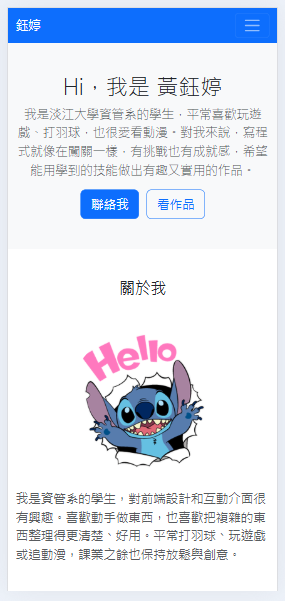 鈺婷
Hi，我是 黃鈺婷
我是淡江大學資管系的學生，平常喜歡玩遊
戲、打羽球，也很愛看動漫。對我來說，寫程
式就像在闖關一樣，有挑戰也有成就感，希望
能用學到的技能做出有趣又實用的作品。
聯絡我
看作品
關於我
Hello
我是資管系的學生，對前端設計和互動介面很
有興趣。喜歡動手做東西，也喜歡把複雜的東
西整理得更清楚、好用。平常打羽球、玩遊戲
或追動漫，課業之餘也保持放鬆與創意。